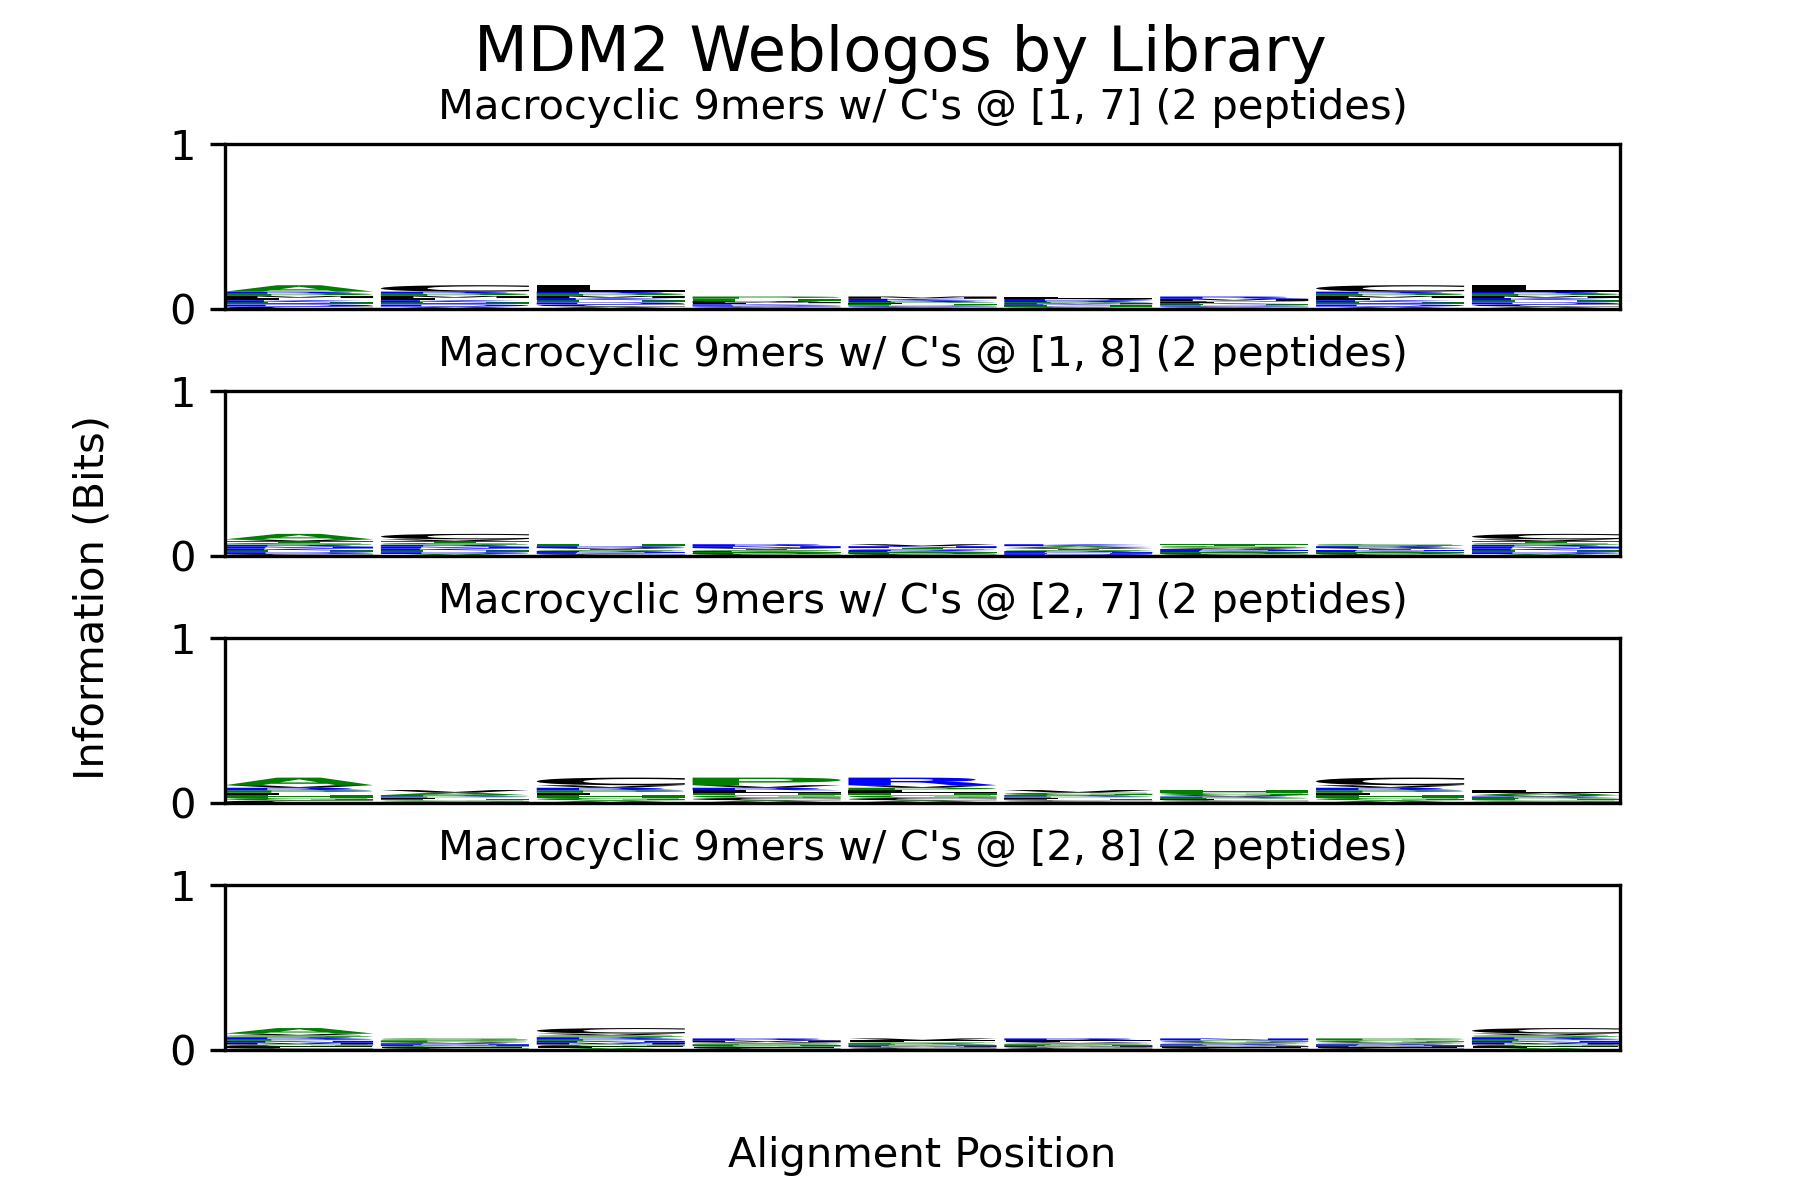 MDM2 Weblogos by Library
Macrocyclic 9mers w/ C's @ [1, 7] (2 peptides)
1
0
Macrocyclic 9mers w/ C's @ [1, 8] (2 peptides)
1
0
Information (Bits)
Macrocyclic 9mers w/ C's @ [2, 7] (2 peptides)
1
0
Macrocyclic 9mers w/ C's @ [2, 8] (2 peptides)
1
0
Alignment Position